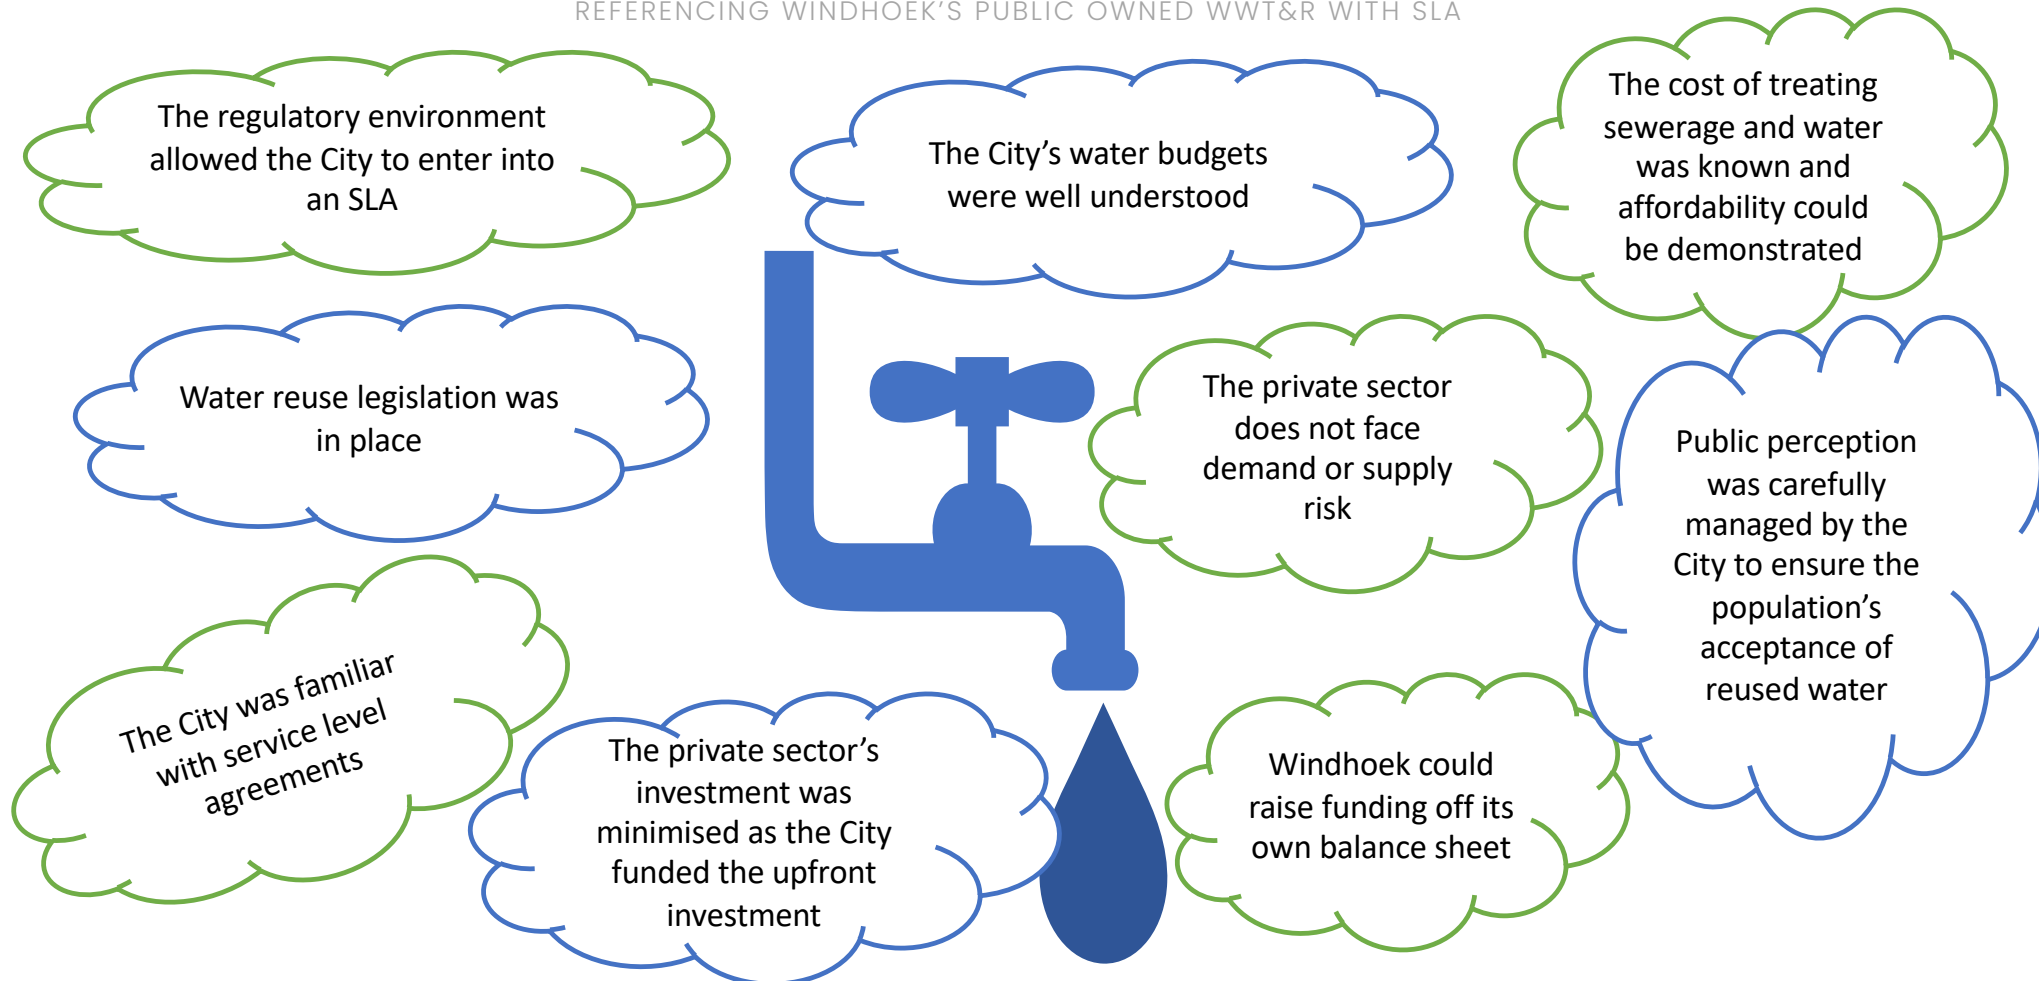 REFERENCING WINDHOEK'S PUBLIC OWNED WWT&R WITH SLA
The regulatory environment
allowed the City to enter into
an SLA
The City's water budgets
were well understood
The cost of treating
sewerage and water
was known and
affordability could
be demonstrated
Water reuse legislation was
in place
The private sector
does not face
demand or supply
risk
Public perception
was carefully
managed by the
City to ensure the
population's
acceptance of
reused water
The City was familiar
with service level
agreements
The private sector's
investment was
minimised as the City
funded the upfront
investment
Windhoek could
raise funding off its
own balance sheet